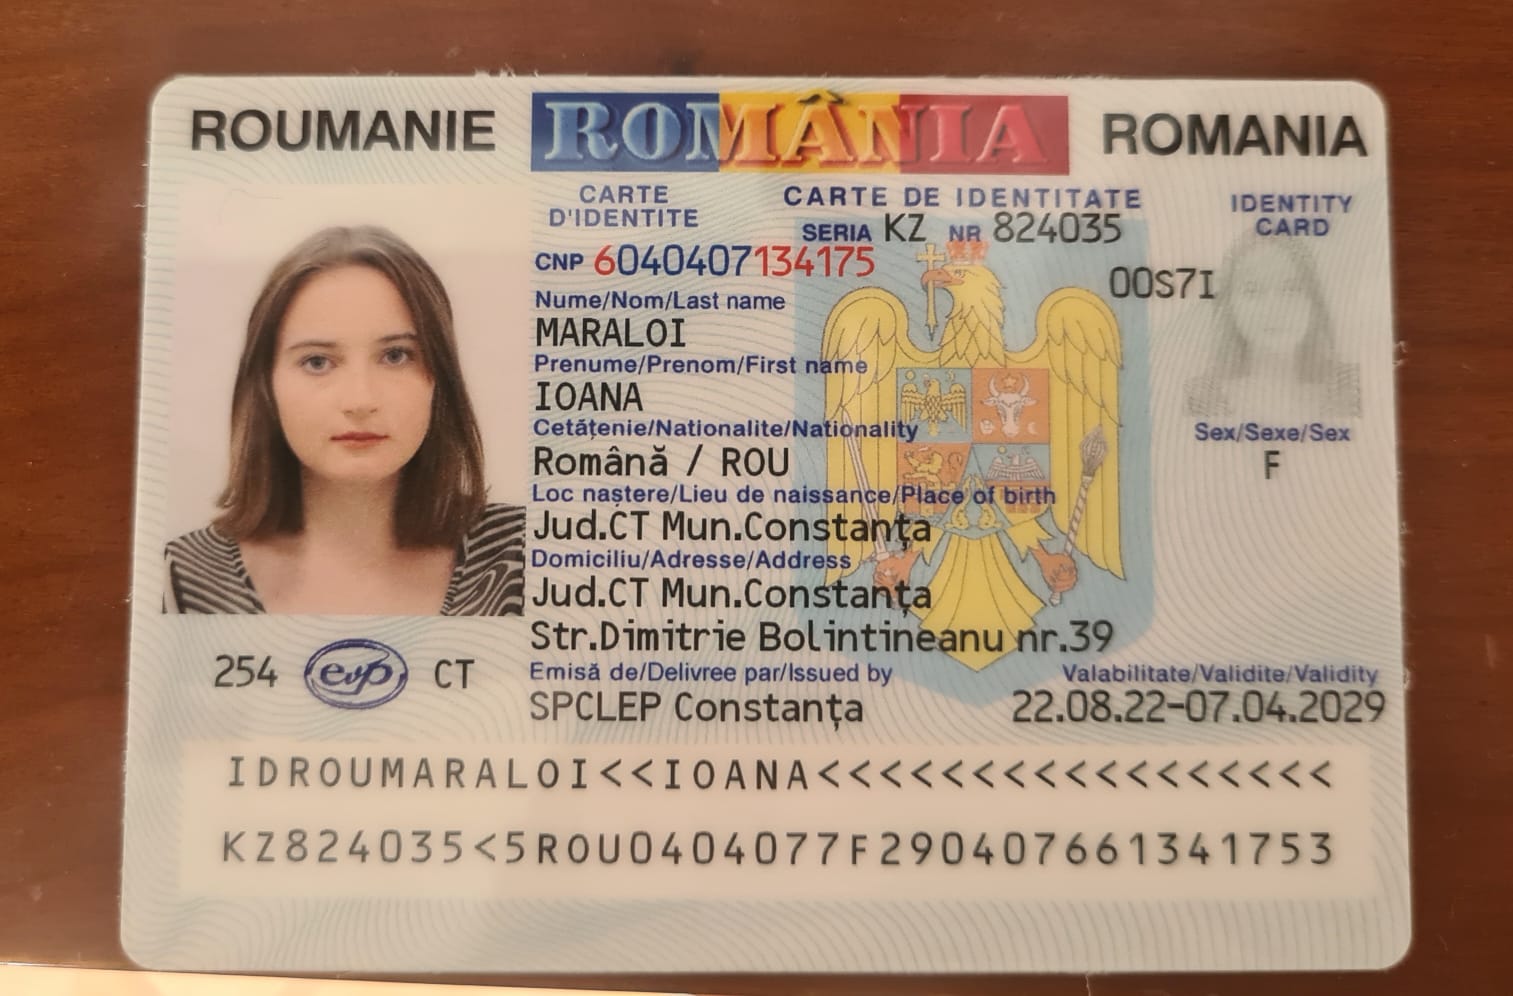 ROUMANIE ROMÂNIA ROMANIA
CARTE D'IDENTITE
CARTE DE IDENTITATE
IDENTITY CARD
SERIA KZ NR 824035
CNP 6040407134175
00S7I
Nume/Nom/Last name
MARALOI
Prenume/Prenom/First name
IOANA
Cetățenie/Nationalite/Nationality
Română / ROU
Sex/Sexe/Sex
F
Loc naștere/Lieu de naissance/Place of birth
Jud.CT Mun.Constanța
Domiciliu/Adresse/Address
Jud.CT Mun.Constanța
Str.Dimitrie Bolintineanu nr.39
254 evp CT
Emisă de/Delivree par/Issued by
SPCLEP Constanța
Valabilitate/Validite/Validity
22.08.22-07.04.2029
IDROUMARALOI<<IOANA<<<<<<<<<<<<<<<<<
KZ824035<5ROU0404077F290407661341753